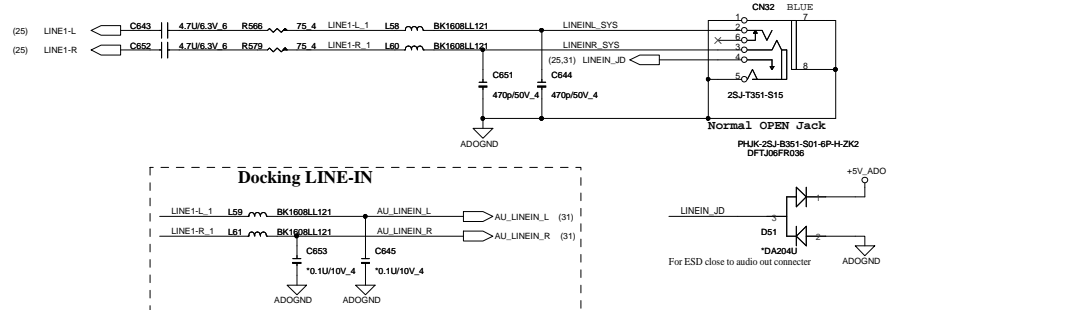 CN32 BLUE
(25) LINE1-L C643 4.7U/6.3V_6 R566 75_4 LINE1-L_1 L58 BK1608LL121 LINEINL_SYS 1 7
2
6
(25) LINE1-R C652 4.7U/6.3V_6 R579 75_4 LINE1-R_1 L60 BK1608LL121 LINEINR_SYS 3
(25,31) LINEIN_JD 4
8
C651 C644 5
470p/50V_4 470p/50V_4 2SJ-T351-S15
Normal OPEN Jack
ADOGND
PHJK-2SJ-B351-S01-6P-H-ZK2
DFTJ06FR036
Docking LINE-IN
+5V_ADO
LINE1-L_1 L59 BK1608LL121 AU_LINEIN_L AU_LINEIN_L (31)
LINE1-R_1 L61 BK1608LL121 AU_LINEIN_R AU_LINEIN_R (31)
C653 C645
*0.1U/10V_4 *0.1U/10V_4
ADOGND ADOGND
LINEIN_JD 3 1
D51 2
*DA204U
For ESD close to audio out connecter ADOGND